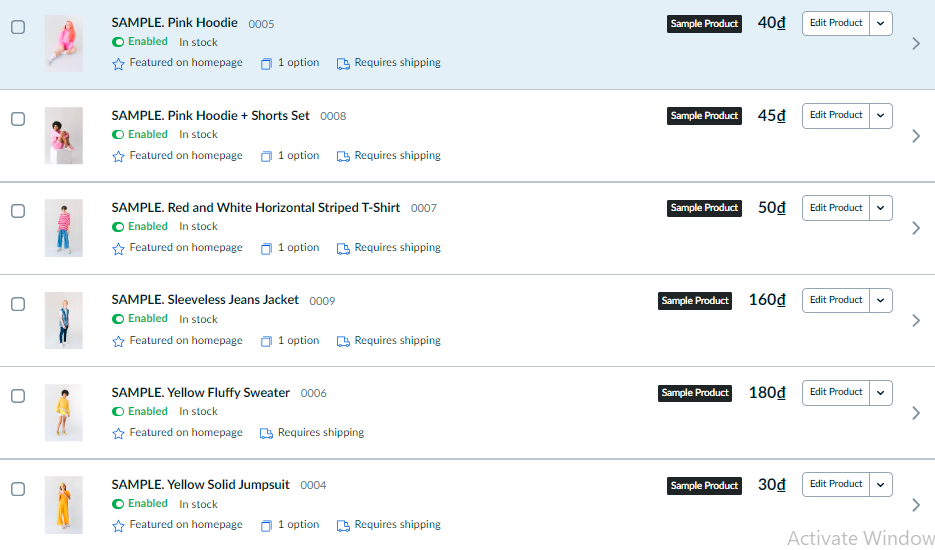 SAMPLE. Pink Hoodie 0005 Sample Product 40₫ Edit Product
Enabled In stock
Featured on homepage 1 option Requires shipping
SAMPLE. Pink Hoodie + Shorts Set 0008 Sample Product 45₫ Edit Product
Enabled In stock
Featured on homepage 1 option Requires shipping
SAMPLE. Red and White Horizontal Striped T-Shirt 0007 Sample Product 50₫ Edit Product
Enabled In stock
Featured on homepage 1 option Requires shipping
SAMPLE. Sleeveless Jeans Jacket 0009 Sample Product 160₫ Edit Product
Enabled In stock
Featured on homepage 1 option Requires shipping
SAMPLE. Yellow Fluffy Sweater 0006 Sample Product 180₫ Edit Product
Enabled In stock
Featured on homepage Requires shipping
SAMPLE. Yellow Solid Jumpsuit 0004 Sample Product 30₫ Edit Product
Enabled In stock
Featured on homepage 1 option Requires shipping
Activate Window